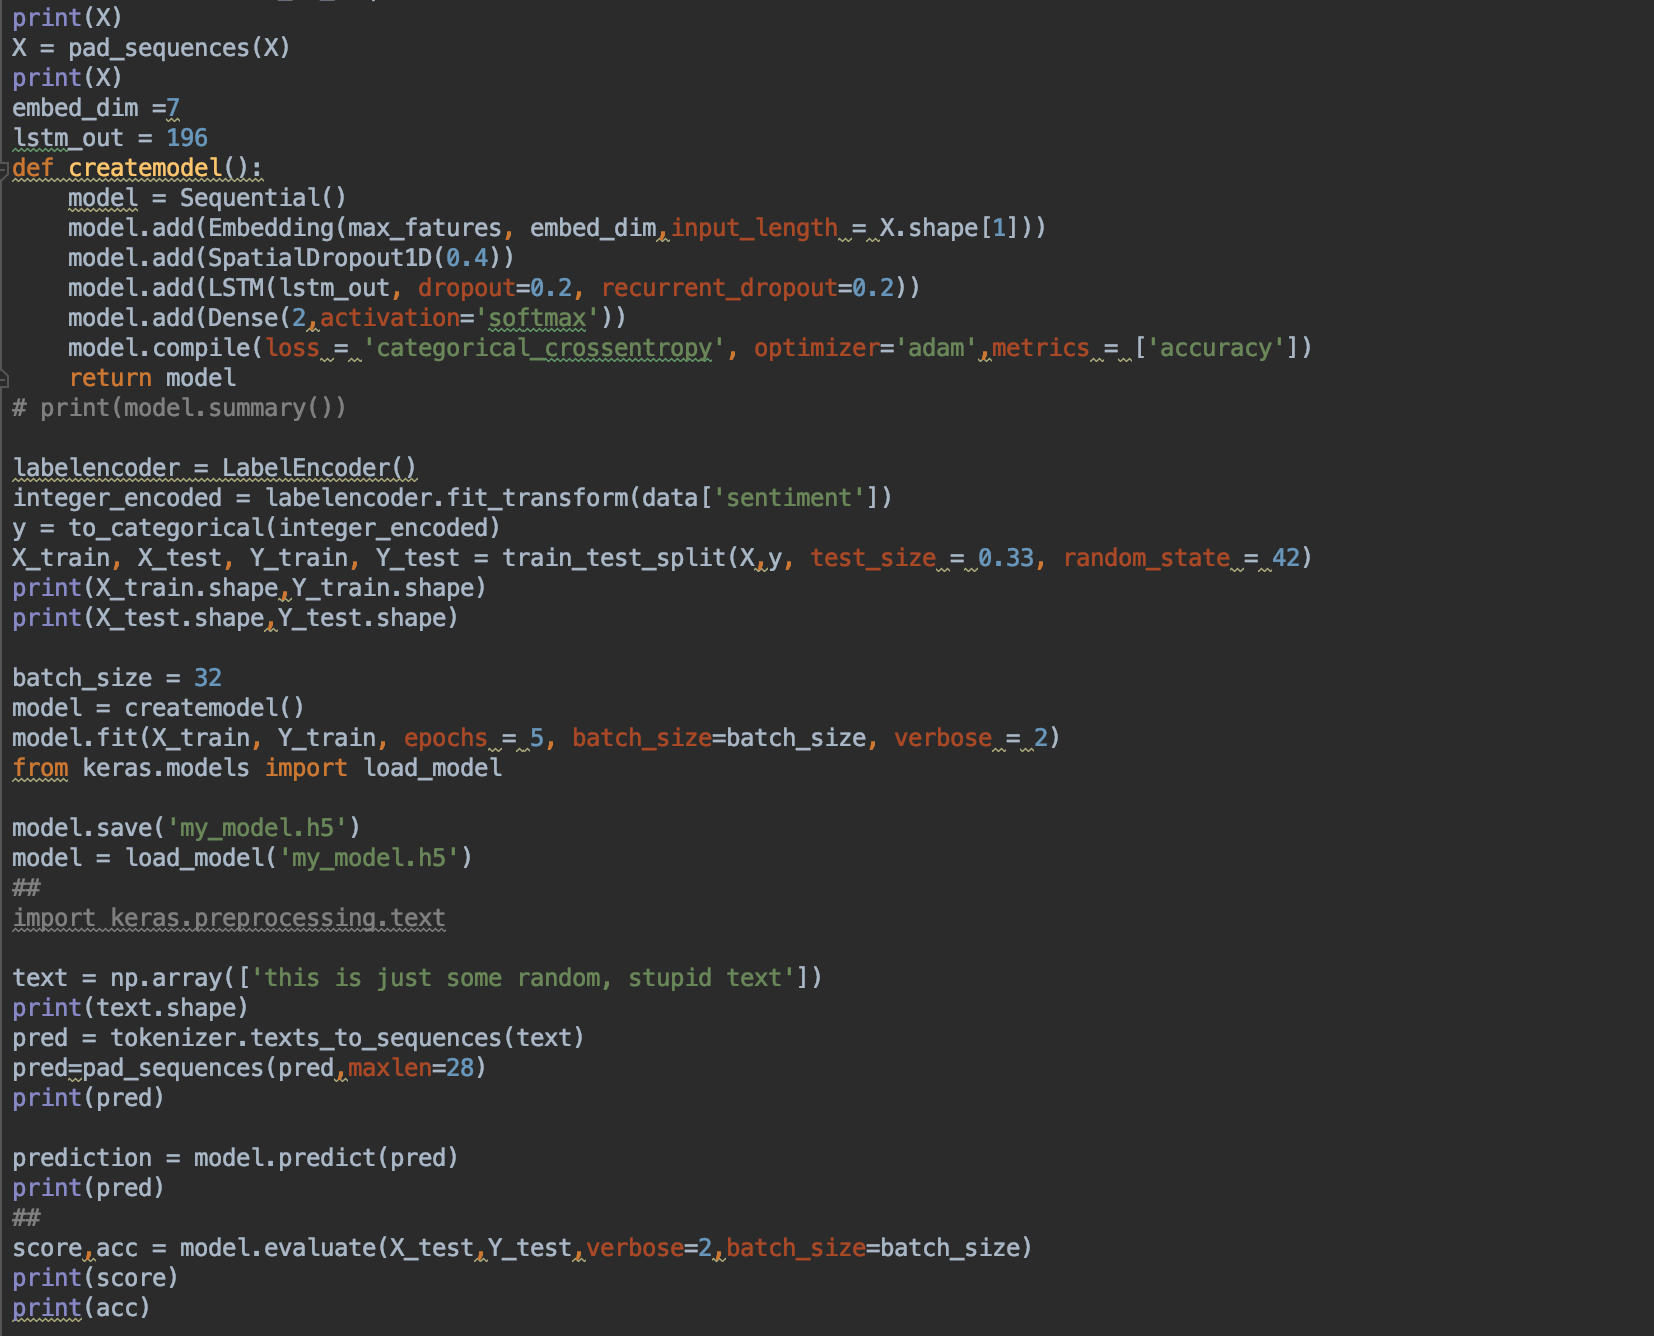 print(X)
X = pad_sequences(X)
print(X)
embed_dim =7
lstm_out = 196
def createmodel():
    model = Sequential()
    model.add(Embedding(max_fatures, embed_dim,input_length = X.shape[1]))
    model.add(SpatialDropout1D(0.4))
    model.add(LSTM(lstm_out, dropout=0.2, recurrent_dropout=0.2))
    model.add(Dense(2,activation='softmax'))
    model.compile(loss = 'categorical_crossentropy', optimizer='adam',metrics = ['accuracy'])
    return model
# print(model.summary())
labelencoder = LabelEncoder()
integer_encoded = labelencoder.fit_transform(data['sentiment'])
y = to_categorical(integer_encoded)
X_train, X_test, Y_train, Y_test = train_test_split(X,y, test_size = 0.33, random_state = 42)
print(X_train.shape,Y_train.shape)
print(X_test.shape,Y_test.shape)
batch_size = 32
model = createmodel()
model.fit(X_train, Y_train, epochs = 5, batch_size=batch_size, verbose = 2)
from keras.models import load_model
model.save('my_model.h5')
model = load_model('my_model.h5')
##
import keras.preprocessing.text
text = np.array(['this is just some random, stupid text'])
print(text.shape)
pred = tokenizer.texts_to_sequences(text)
pred=pad_sequences(pred,maxlen=28)
print(pred)
prediction = model.predict(pred)
print(pred)
##
score,acc = model.evaluate(X_test,Y_test,verbose=2,batch_size=batch_size)
print(score)
print(acc)